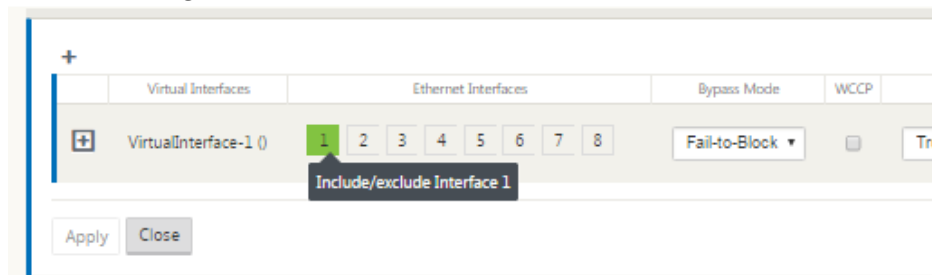 +
Virtual Interfaces Ethernet Interfaces Bypass Mode WCCP
+ VirtualInterface-1 () 1 2 3 4 5 6 7 8 Fail-to-Block Tr
Include/exclude Interface 1
Apply Close